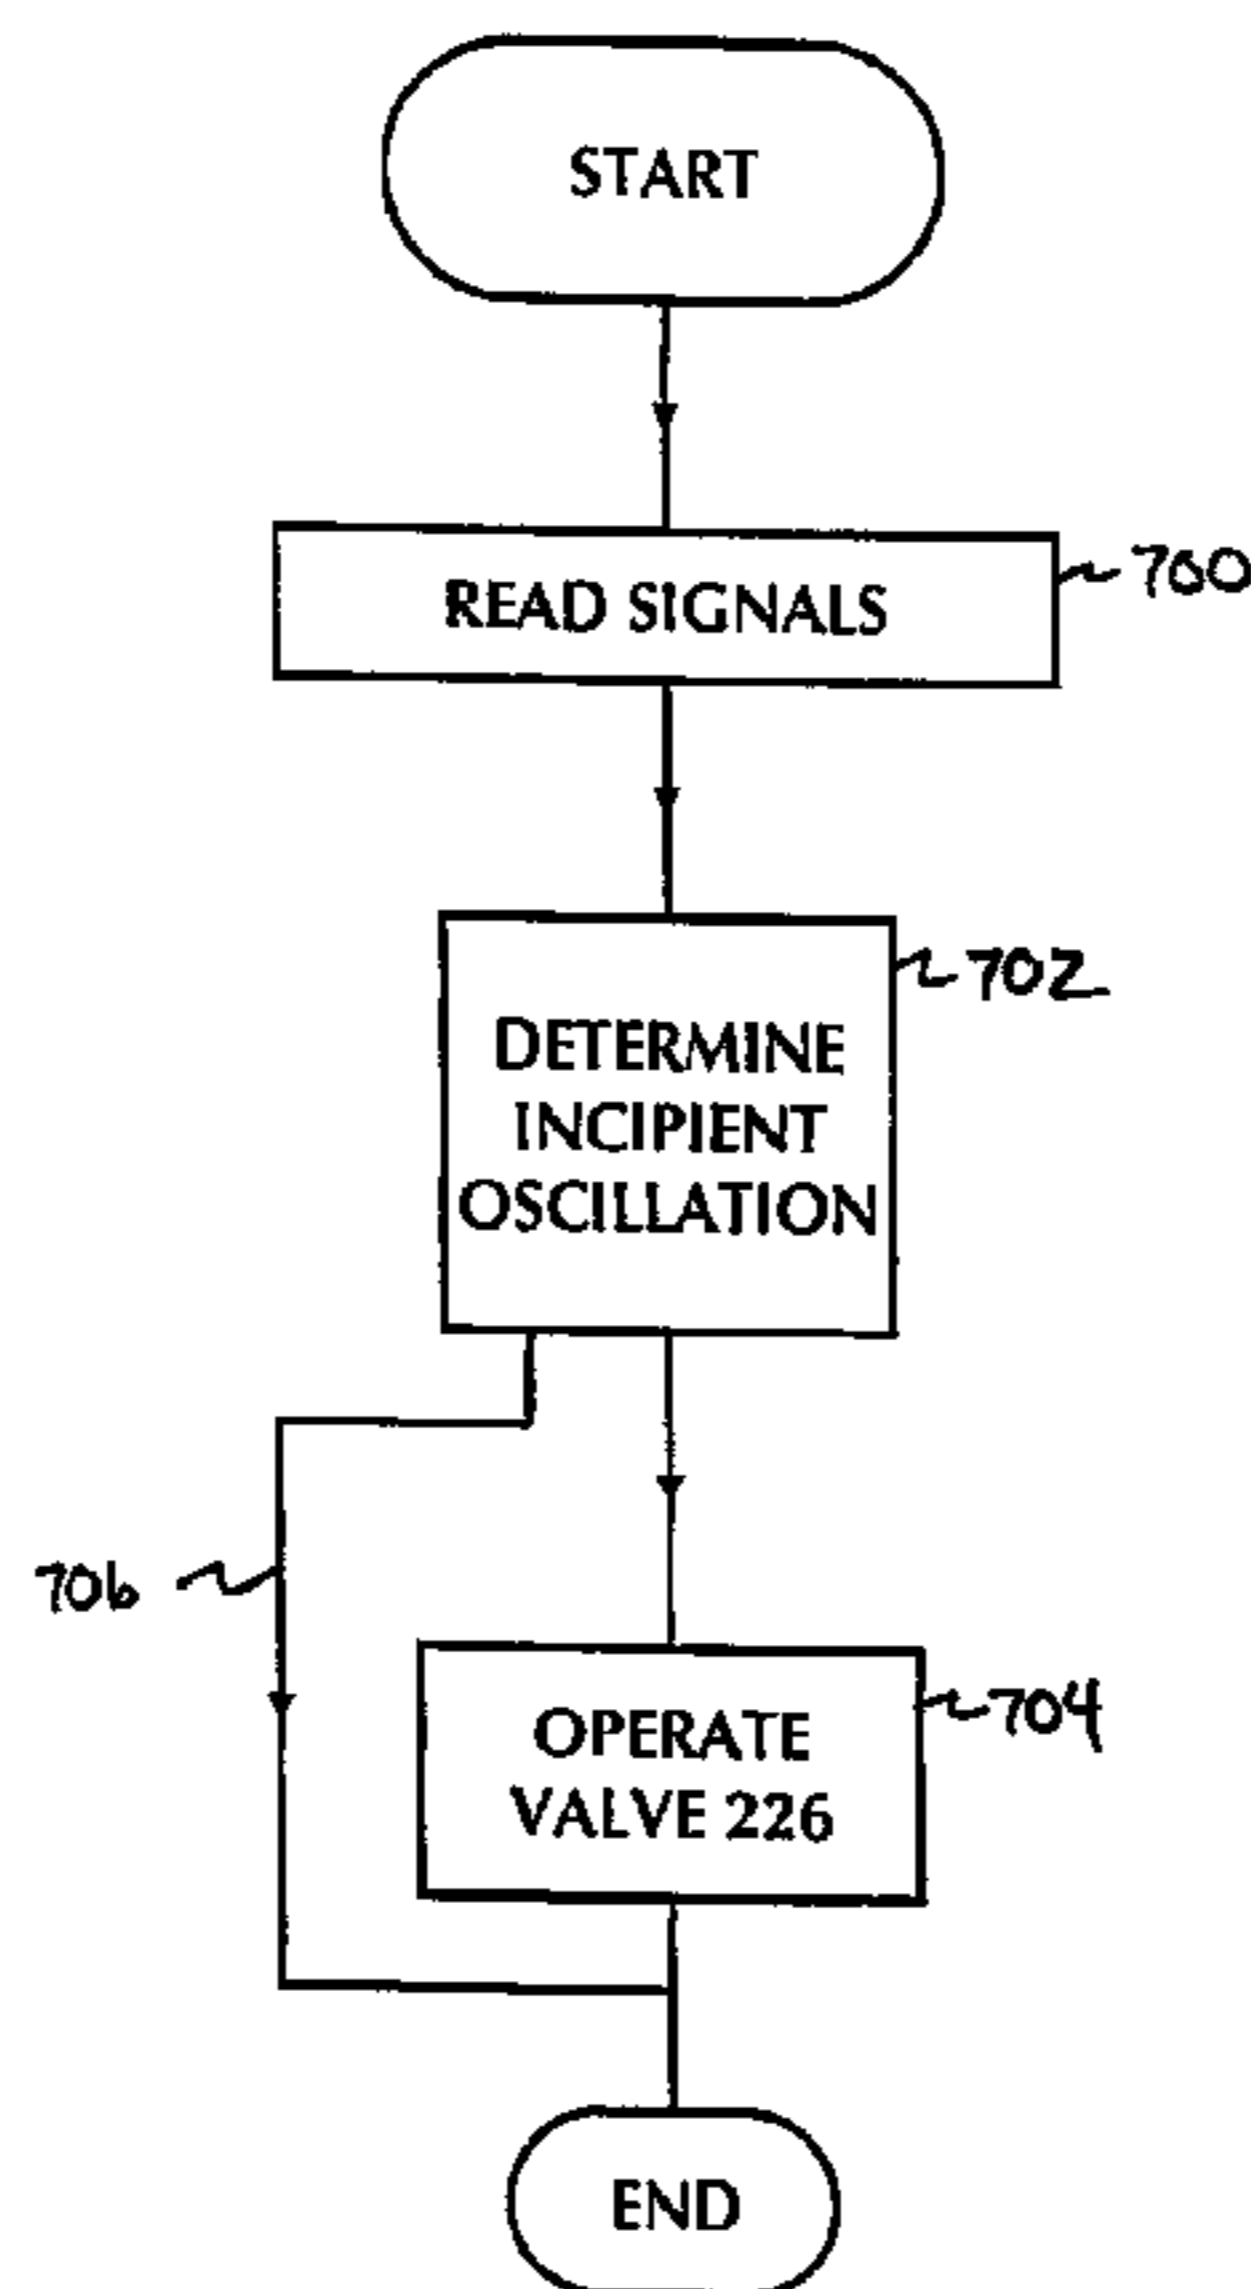 START
READ SIGNALS
700
DETERMINE
INCIPIENT
OSCILLATION
702
706
OPERATE
VALVE 226
704
END